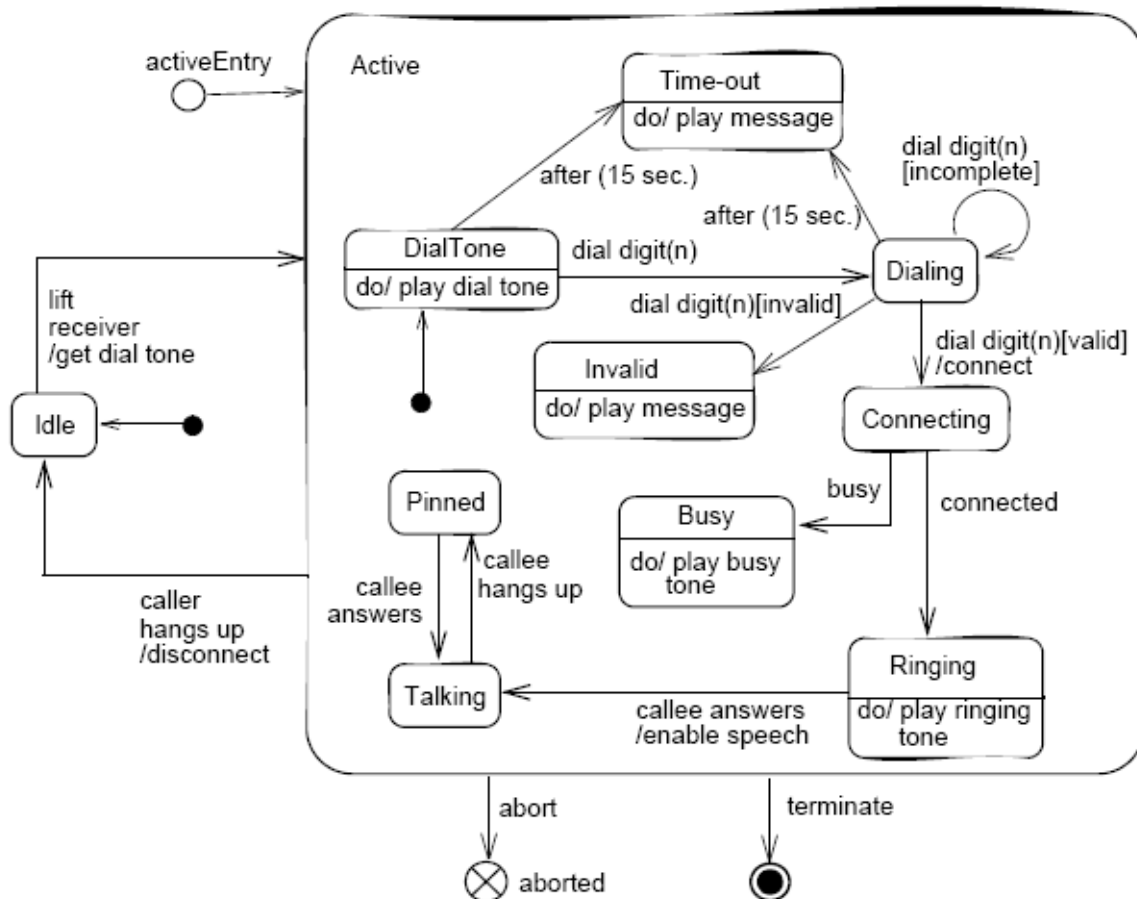 activeEntry
Active
Time-out
do/ play message
dial digit(n)
[incomplete]
after (15 sec.)
after (15 sec.)
DialTone
do/ play dial tone
dial digit(n)
Dialing
lift
receiver
/get dial tone
dial digit(n)[invalid]
dial digit(n)[valid]
/connect
Invalid
do/ play message
Idle
Connecting
Pinned
busy
connected
Busy
do/ play busy
tone
callee
hangs up
callee
answers
caller
hangs up
/disconnect
Talking
Ringing
do/ play ringing
tone
callee answers
/enable speech
abort
terminate
aborted